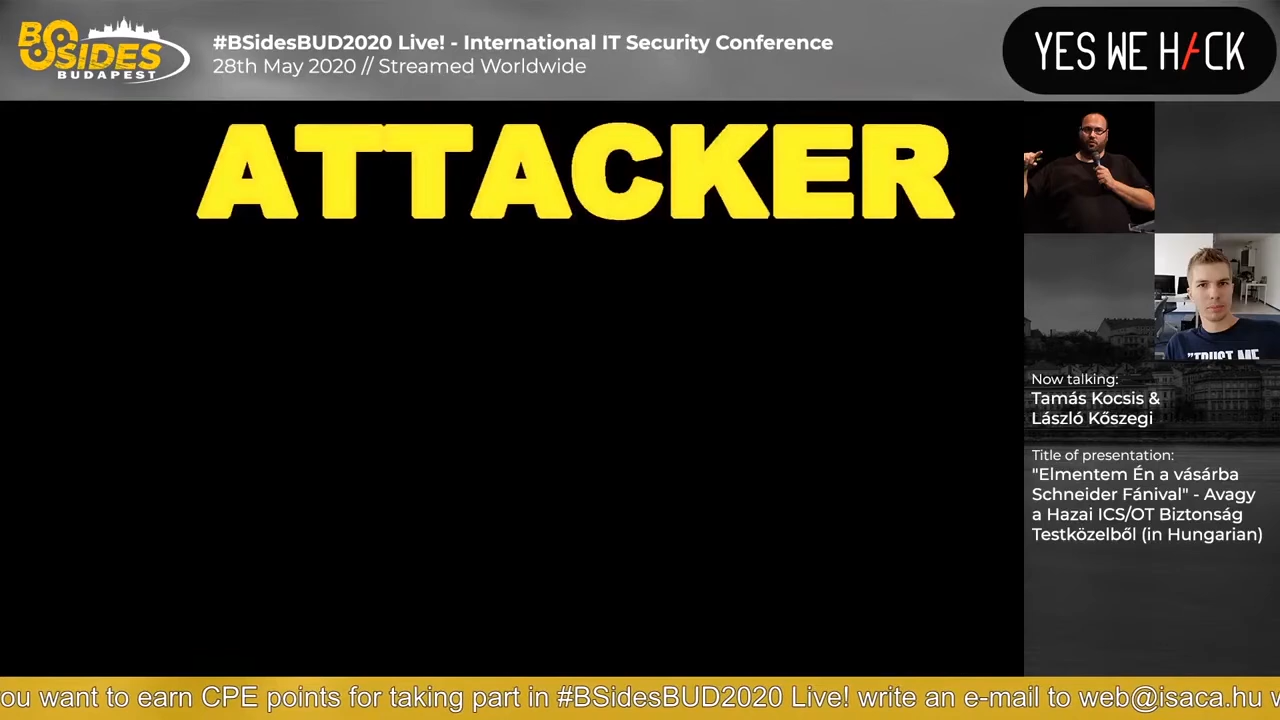 BSIDES
BUDAPEST
#BSidesBUD2020 Live! - International IT Security Conference
28th May 2020 // Streamed Worldwide
YES WE H/CK
ATTACKER
"TRUST ME
Now talking:
Tamás Kocsis &
László Kőszegi
Title of presentation:
"Elmentem Én a vásárba
Schneider Fánival" - Avagy
a Hazai ICS/OT Biztonság
Testközelből (in Hungarian)
ou want to earn CPE points for taking part in #BSidesBUD2020 Live! write an e-mail to web@isaca.hu w